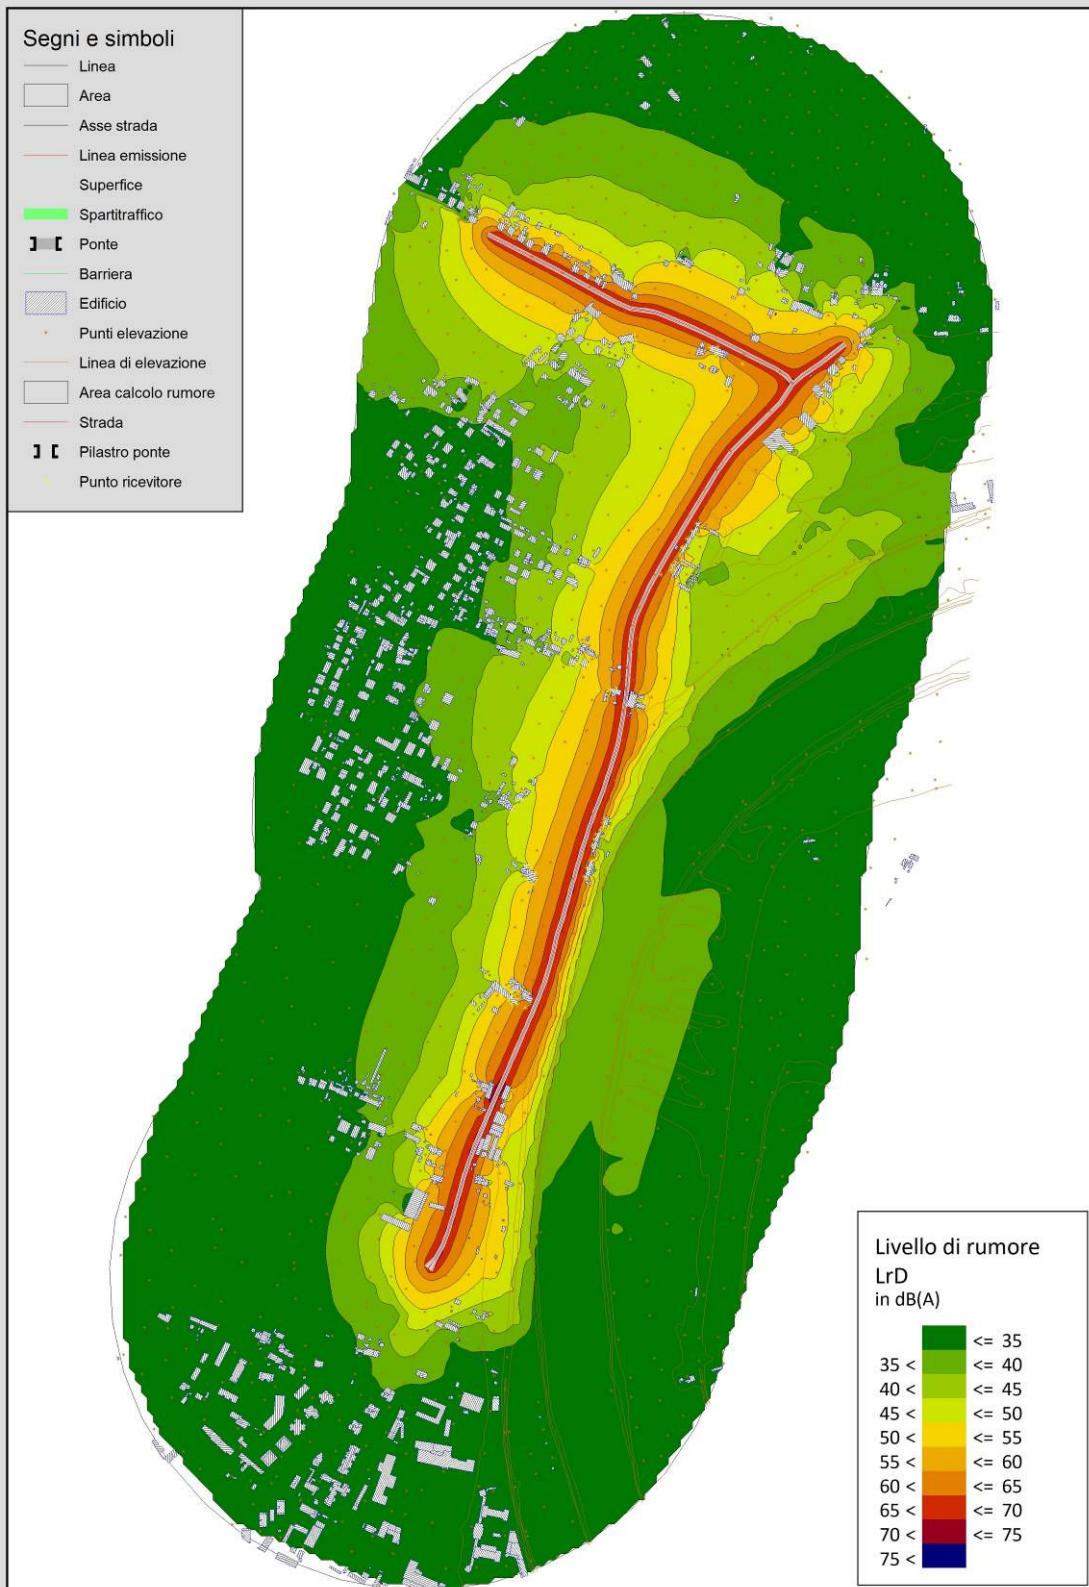 Segni e simboli
Linea
Area
Asse strada
Linea emissione
Superfice
Spartitraffico
Ponte
Barriera
Edificio
Punti elevazione
Linea di elevazione
Area calcolo rumore
Strada
Pilastro ponte
Punto ricevitore
Livello di rumore
LrD
in dB(A)
<= 35
35 < <= 40
40 < <= 45
45 < <= 50
50 < <= 55
55 < <= 60
60 < <= 65
65 < <= 70
70 < <= 75
75 <